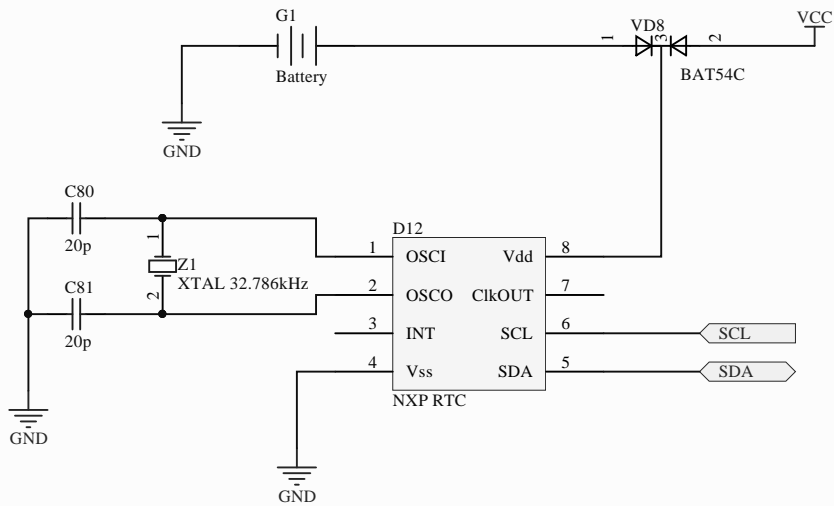 G1
Battery
GND
1
VD8
3
2
VCC
BAT54C
C80
20p
1
Z1
XTAL 32.786kHz
2
C81
20p
GND
D12
1 OSCI Vdd 8
2 OSCO ClkOUT 7
3 INT SCL 6
4 Vss SDA 5
NXP RTC
SCL
SDA
GND